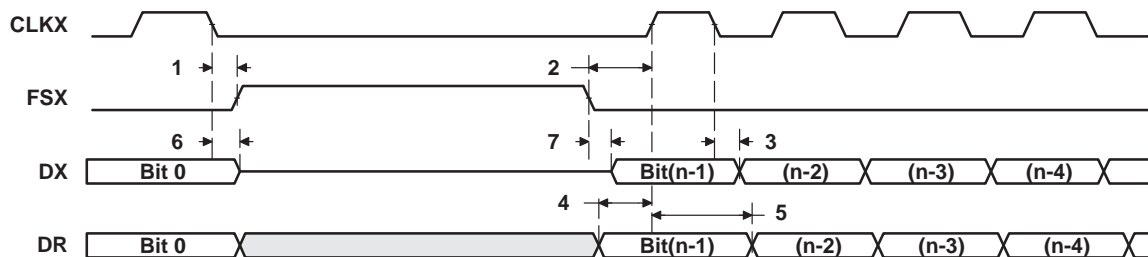 CLKX
1 2
FSX
6 7 3
DX Bit 0 Bit(n-1) (n-2) (n-3) (n-4)
4 5
DR Bit 0 Bit(n-1) (n-2) (n-3) (n-4)